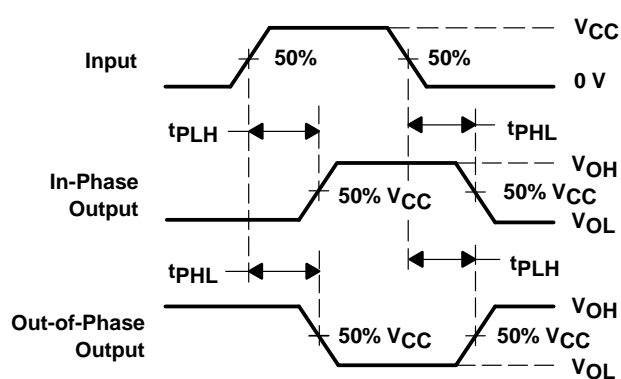 VCC
Input
50%
50%
0 V
tPLH
tPHL
VOH
In-Phase
Output
50% VCC
50% VCC
VOL
tPHL
tPLH
VOH
Out-of-Phase
Output
50% VCC
50% VCC
VOL